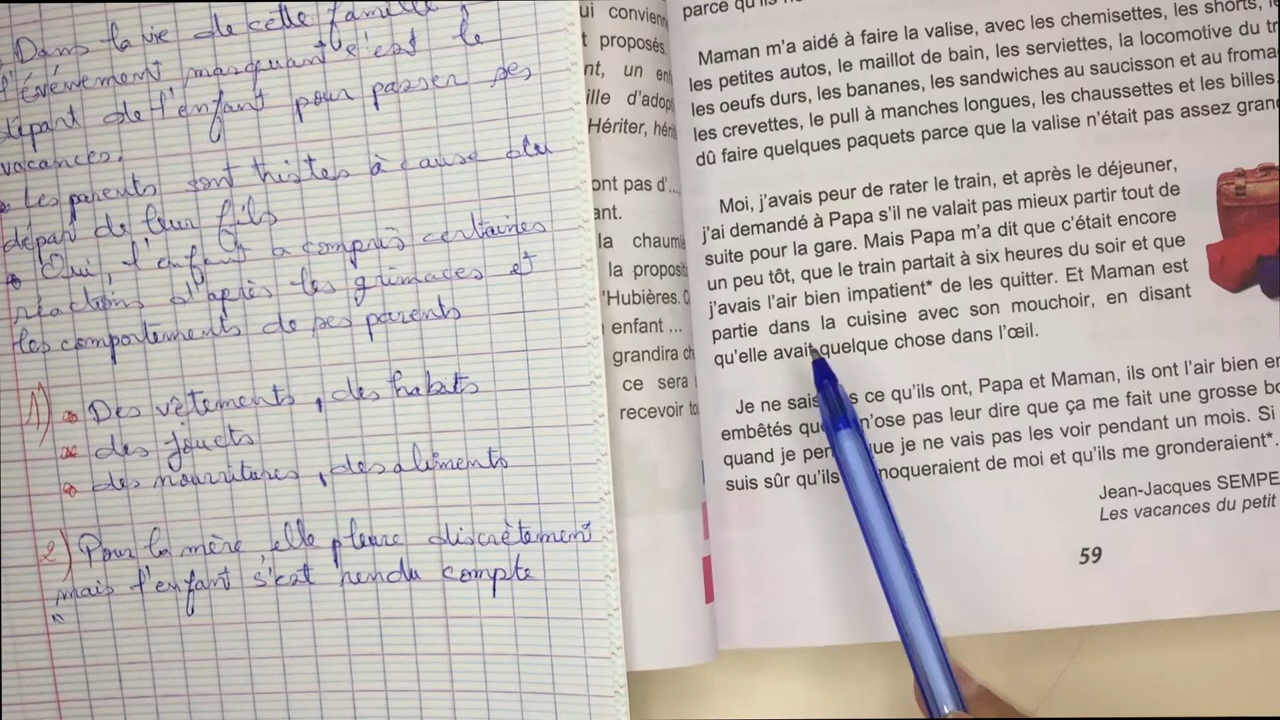 Dans la vie de cette famille,
l'événement marquant c'est le
départ de l'enfant pour passer ses
vacances.
Les parents sont tristes à cause du
départ de leur fils
Oui, l'enfant a compris certaines
réactions d'après les grimaces et
les comportements de ses parents
1) Des vêtements, des habits
des jouets
des nourritures, des aliments
2) Pour la mère, elle pleure discrètement
mais l'enfant s'est rendu compte
"
ui convienn
t proposés.
nt, un en
ille d'adop
Hériter, héri
ont pas d'...
ant.
la chaumi
la proposit
'Hubières. 
enfant ...
grandira ch
ce sera
recevoir to
parce qu'ils
Maman m'a aidé à faire la valise, avec les chemisettes, les shorts,
les petites autos, le maillot de bain, les serviettes, la locomotive du tr
les oeufs durs, les bananes, les sandwiches au saucisson et au froma
les crevettes, le pull à manches longues, les chaussettes et les billes.
dû faire quelques paquets parce que la valise n'était pas assez gran
Moi, j'avais peur de rater le train, et après le déjeuner,
j'ai demandé à Papa s'il ne valait pas mieux partir tout de
suite pour la gare. Mais Papa m'a dit que c'était encore
un peu tôt, que le train partait à six heures du soir et que
j'avais l'air bien impatient* de les quitter. Et Maman est
partie dans la cuisine avec son mouchoir, en disant
qu'elle avait quelque chose dans l'œil.
Je ne sais s ce qu'ils ont, Papa et Maman, ils ont l'air bien
embêtés qu n'ose pas leur dire que ça me fait une grosse bo
quand je pen ue je ne vais pas les voir pendant un mois. Si
suis sûr qu'ils moqueraient de moi et qu'ils me gronderaient*.
Jean-Jacques SEMPE
Les vacances du petit
59